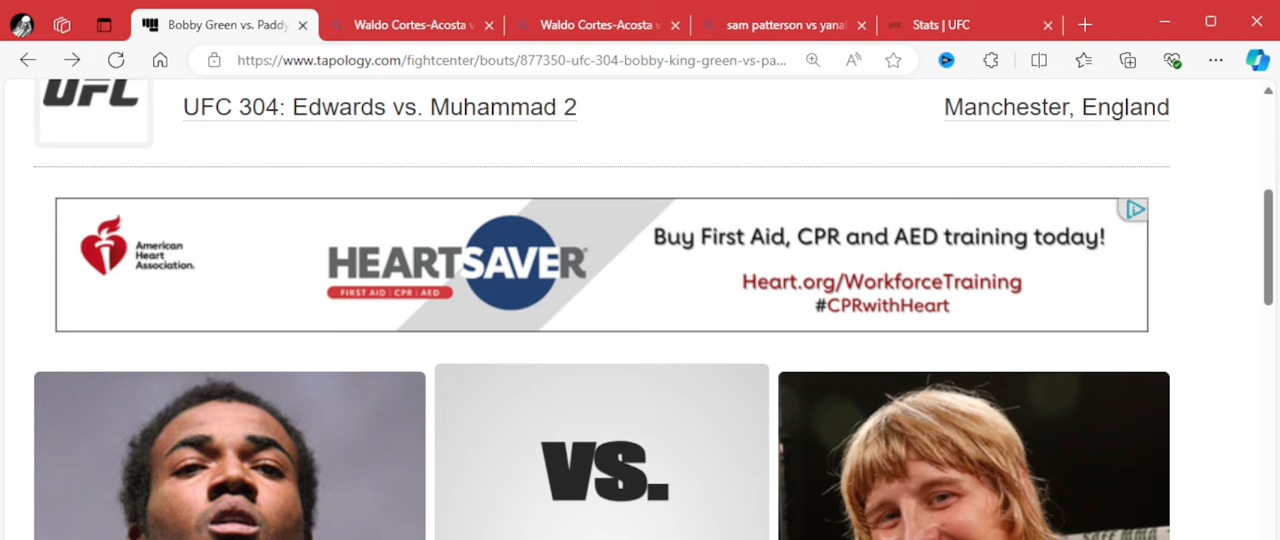 Bobby Green vs. Paddy
Waldo Cortes-Acosta v
Waldo Cortes-Acosta v
sam patterson vs yana
Stats | UFC
https://www.tapology.com/fightcenter/bouts/877350-ufc-304-bobby-king-green-vs-pa...
UFC
UFC 304: Edwards vs. Muhammad 2
Manchester, England
American
Heart
Association.
HEARTSAVER®
FIRST AID | CPR | AED
Buy First Aid, CPR and AED training today!
Heart.org/WorkforceTraining
#CPRwithHeart
VS.